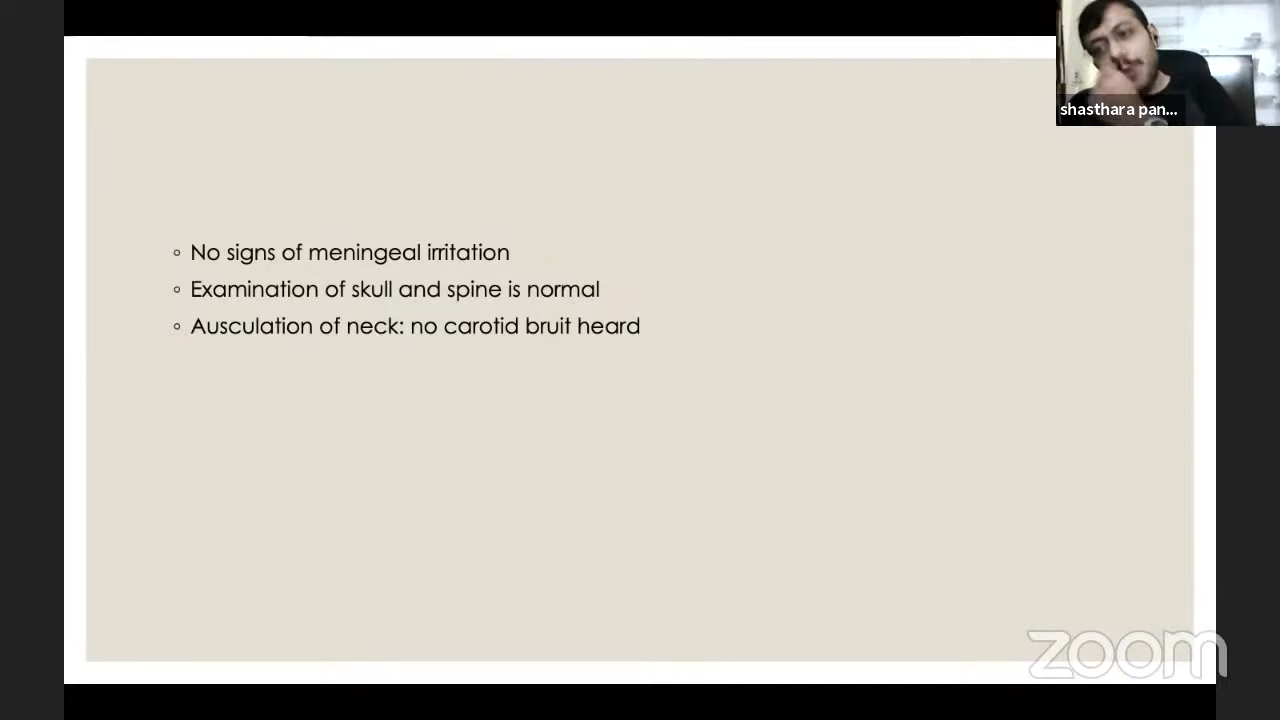 shasthara pan...
◦ No signs of meningeal irritation
◦ Examination of skull and spine is normal
◦ Ausculation of neck: no carotid bruit heard
zoom